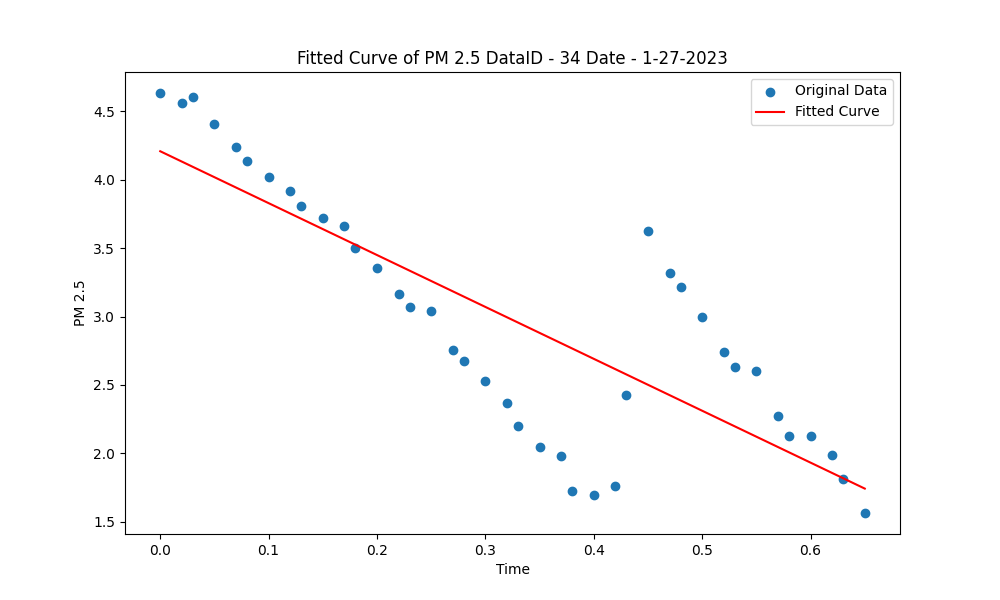 Fitted Curve of PM 2.5 DataID - 34 Date - 1-27-2023
Original Data
Fitted Curve
PM 2.5
4.5
4.0
3.5
3.0
2.5
2.0
1.5
0.0 0.1 0.2 0.3 0.4 0.5 0.6
Time